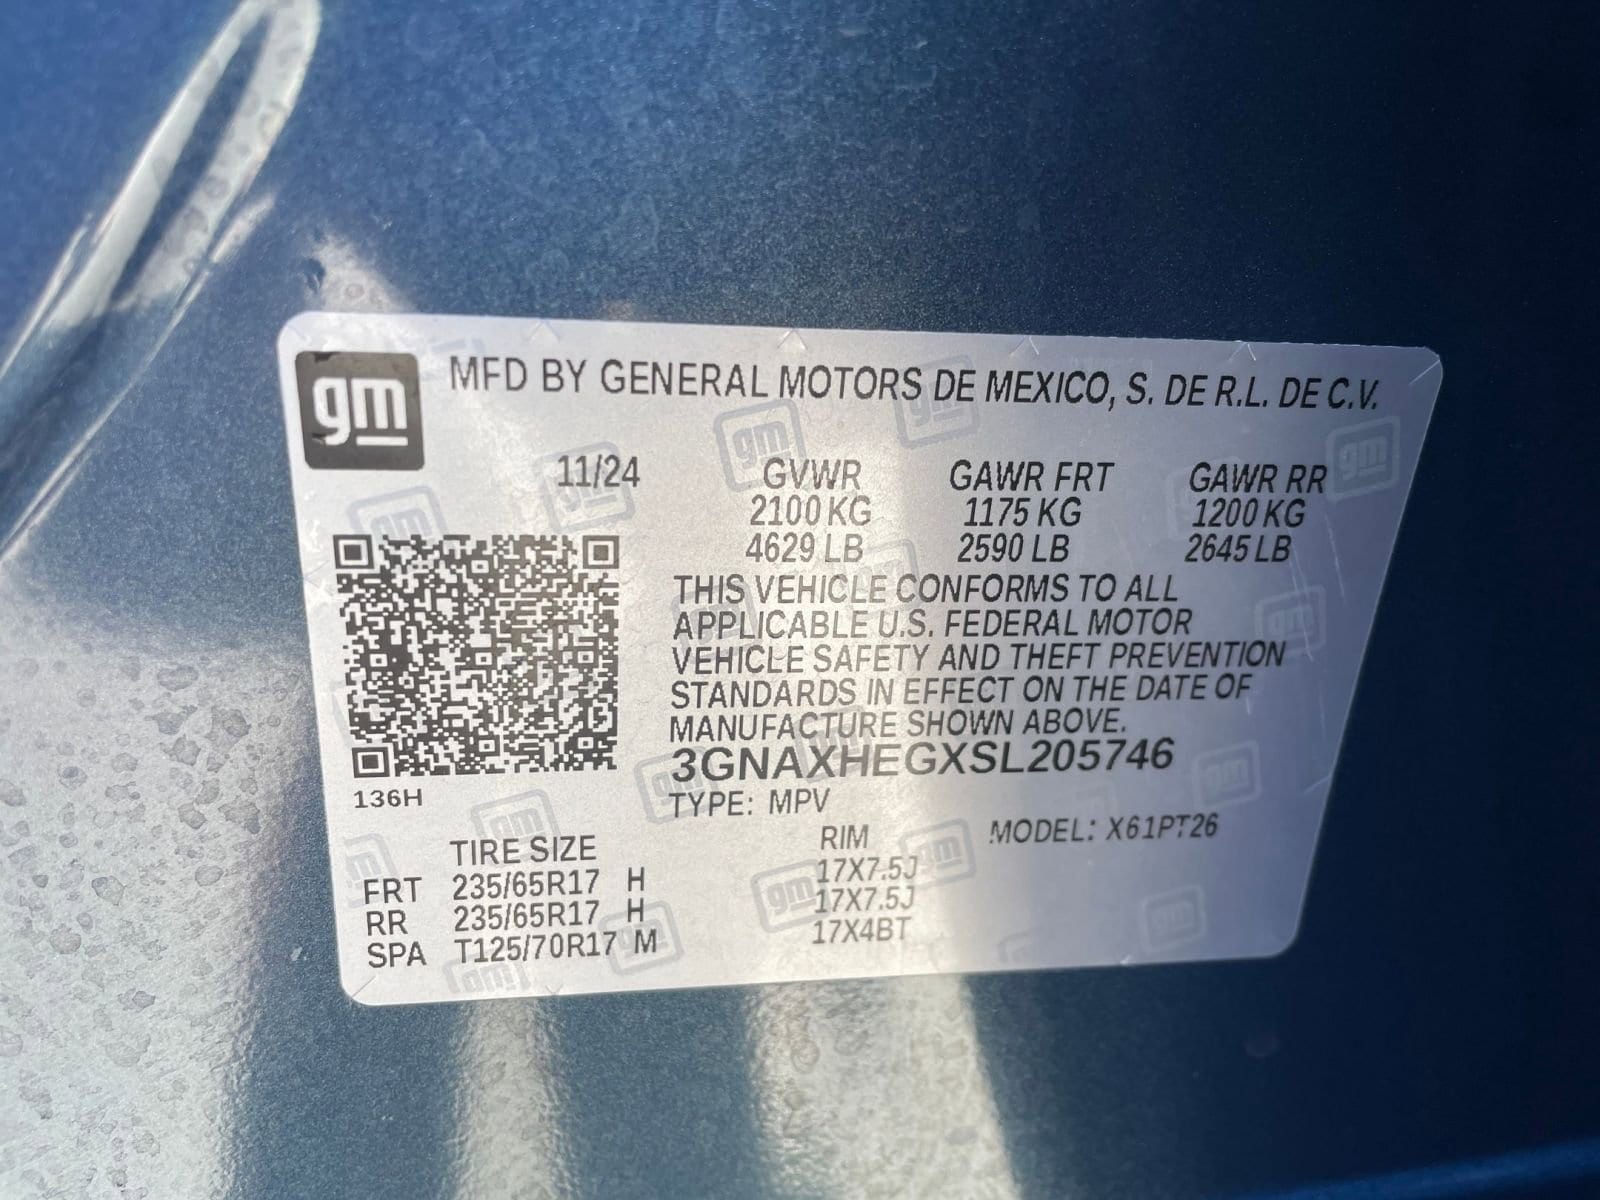 gm
MFD BY GENERAL MOTORS DE MEXICO, S. DE R.L. DE C.V.
11/24 GVWR GAWR FRT GAWR RR
2100 KG 1175 KG 1200 KG
4629 LB 2590 LB 2645 LB
THIS VEHICLE CONFORMS TO ALL
APPLICABLE U.S. FEDERAL MOTOR
VEHICLE SAFETY AND THEFT PREVENTION
STANDARDS IN EFFECT ON THE DATE OF
MANUFACTURE SHOWN ABOVE.
3GNAXHEGXSL205746
136H
TYPE: MPV
MODEL: X61PT26
TIRE SIZE RIM
FRT 235/65R17 H 17X7.5J
RR 235/65R17 H 17X7.5J
SPA T125/70R17 M 17X4BT